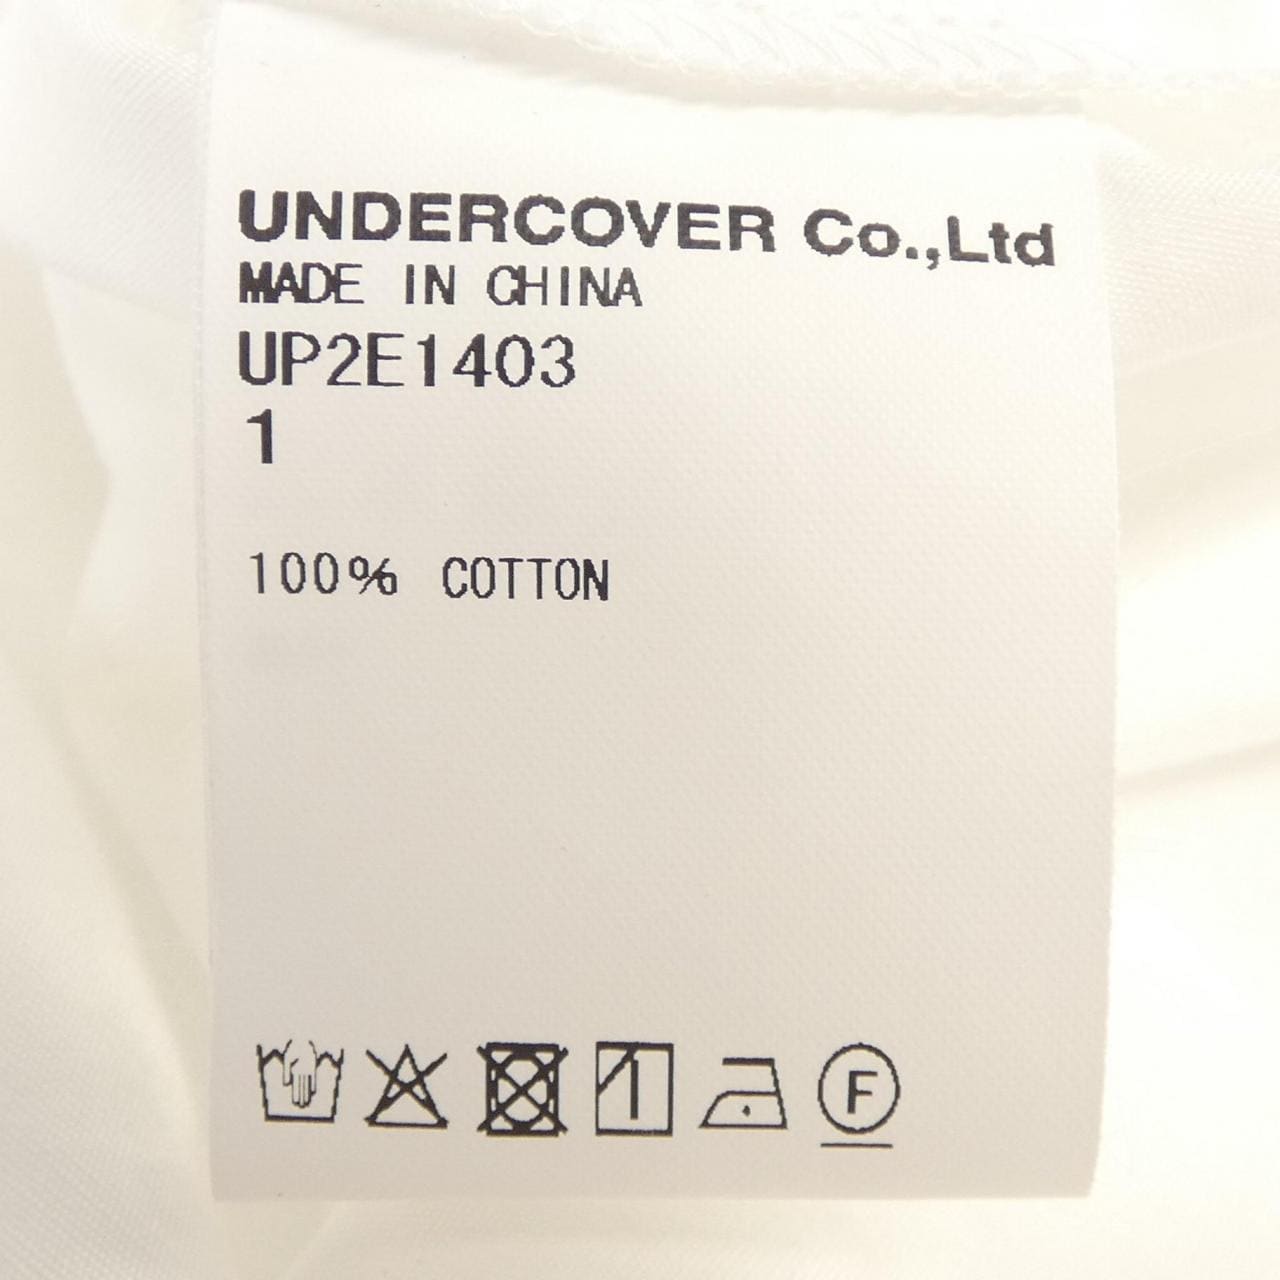 UNDERCOVER Co.,Ltd
MADE IN CHINA
UP2E1403
1
100% COTTON
F